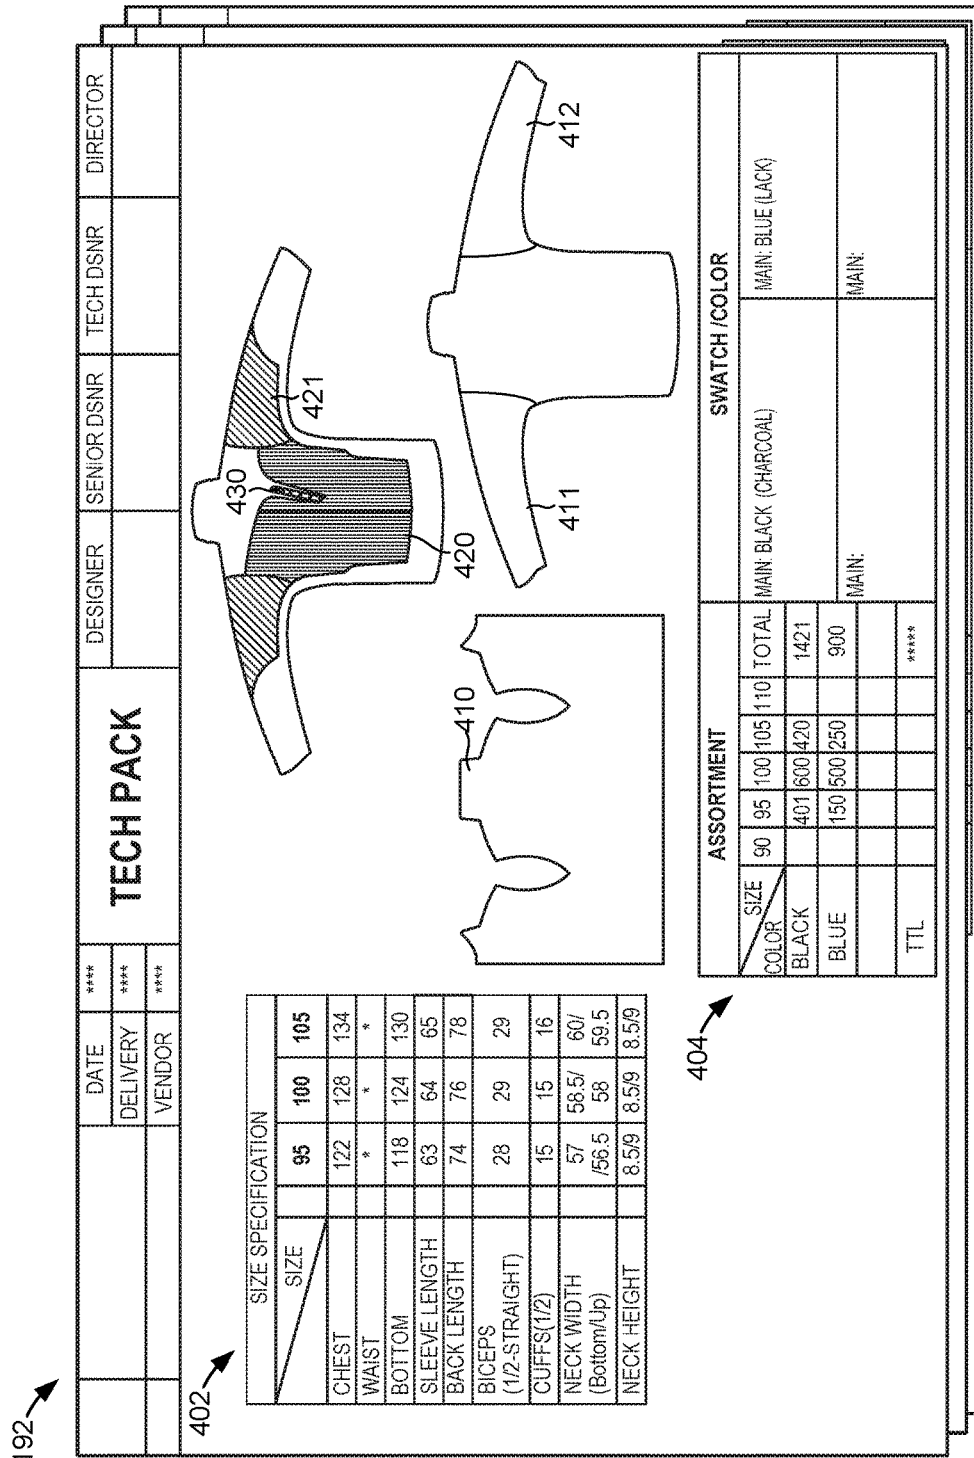 192
DATE **** TECH PACK DESIGNER SENIOR DSNR TECH DSNR DIRECTOR
DELIVERY ****
VENDOR ****
402
SIZE SPECIFICATION
SIZE 95 100 105
CHEST 122 128 134
WAIST * * *
BOTTOM 118 124 130
SLEEVE LENGTH 63 64 65
BACK LENGTH 74 76 78
BICEPS
(1/2-STRAIGHT) 28 29 29
CUFFS(1/2) 15 15 16
NECK WIDTH 57 58.5/ 60/
(Bottom/Up) /56.5 58 59.5
NECK HEIGHT 8.5/9 8.5/9 8.5/9
430
421
420
410
411
412
404
ASSORTMENT SWATCH /COLOR
SIZE
COLOR 90 95 100 105 110 TOTAL MAIN: BLACK (CHARCOAL) MAIN: BLUE (LACK)
BLACK 401 600 420 1421
BLUE 150 500 250 900 MAIN: MAIN:
TTL *****